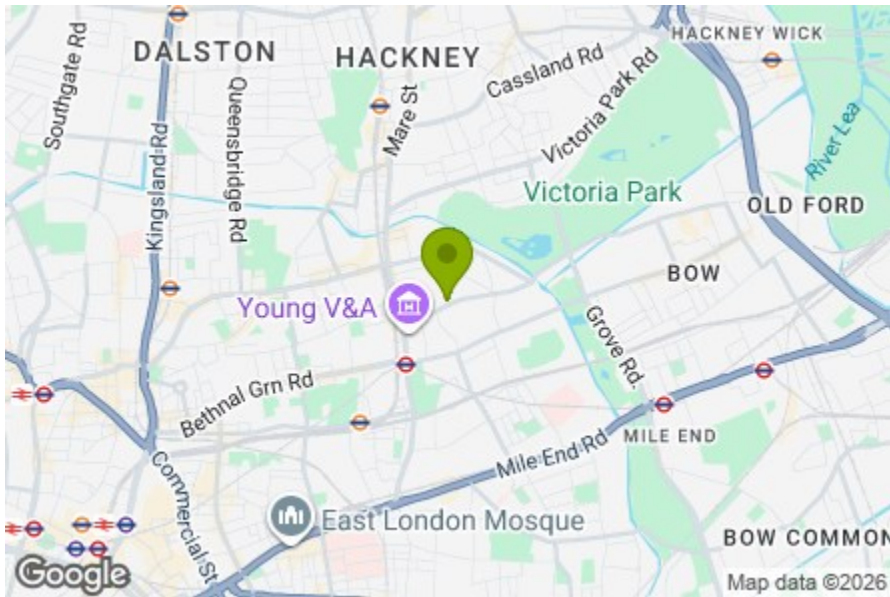 DALSTON
HACKNEY
HACKNEY WICK
Southgate Rd
Queensbridge Rd
Kingsland Rd
Mare St
Cassland Rd
Victoria Park Rd
River Lea
Victoria Park
OLD FORD
BOW
Young V&A
Grove Rd.
Bethnal Grn Rd
MILE END
Mile End Rd
Commercial St
East London Mosque
BOW COMMON
Google
Map data ©2026